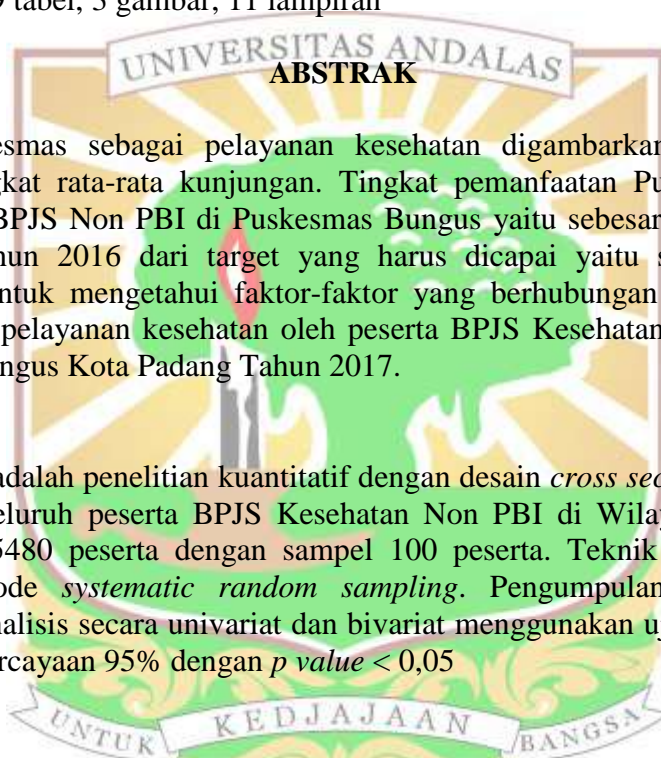 9 tabel, 3 gambar, 11 lampiran
UNIVERSITAS ANDALAS
ABSTRAK
esmas sebagai pelayanan kesehatan digambarkan
gkat rata-rata kunjungan. Tingkat pemanfaatan Pu
BPJS Non PBI di Puskesmas Bungus yaitu sebesar
hun 2016 dari target yang harus dicapai yaitu s
ntuk mengetahui faktor-faktor yang berhubungan
pelayanan kesehatan oleh peserta BPJS Kesehatan
ngus Kota Padang Tahun 2017.
adalah penelitian kuantitatif dengan desain cross sec
eluruh peserta BPJS Kesehatan Non PBI di Wilay
5480 peserta dengan sampel 100 peserta. Teknik
ode systematic random sampling. Pengumpulan
nalisis secara univariat dan bivariat menggunakan uj
ercayaan 95% dengan p value < 0,05
UNTUK KEDJAJAAN BANGSA